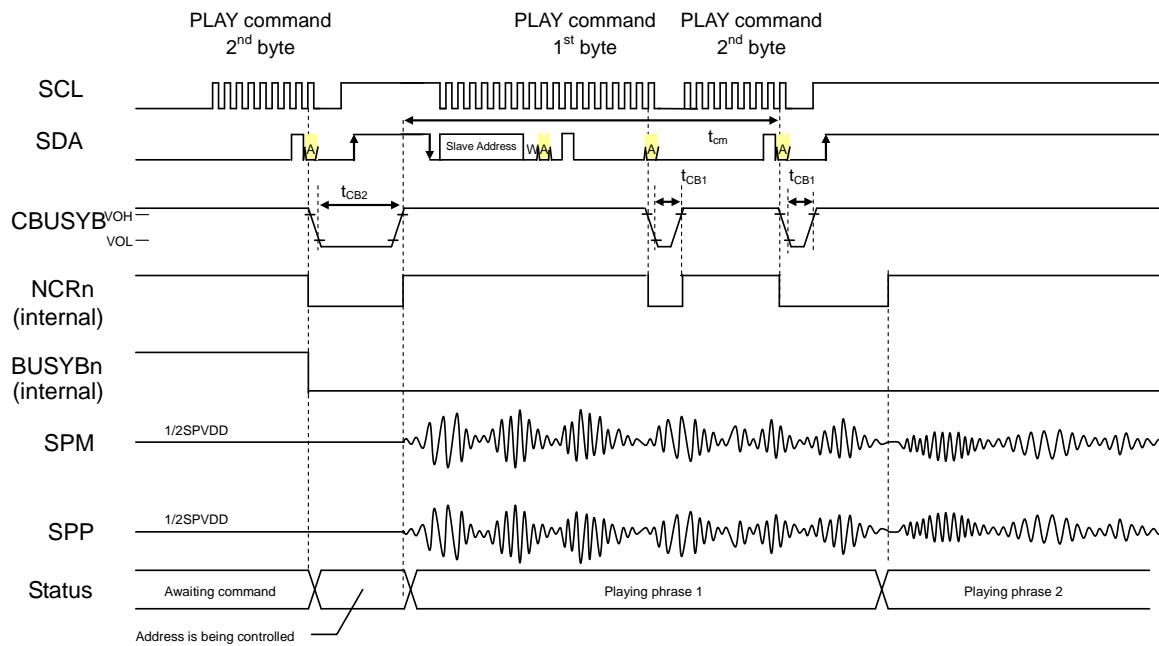 PLAY command
2nd byte
PLAY command
1st byte
PLAY command
2nd byte
SCL
SDA
A
Slave Address
W
A
A
A
tcm
tCB2
tCB1
tCB1
CBUSYB
VOH
VOL
NCRn
(internal)
BUSYBn
(internal)
SPM
1/2SPVDD
SPP
1/2SPVDD
Status
Awaiting command
Playing phrase 1
Playing phrase 2
Address is being controlled